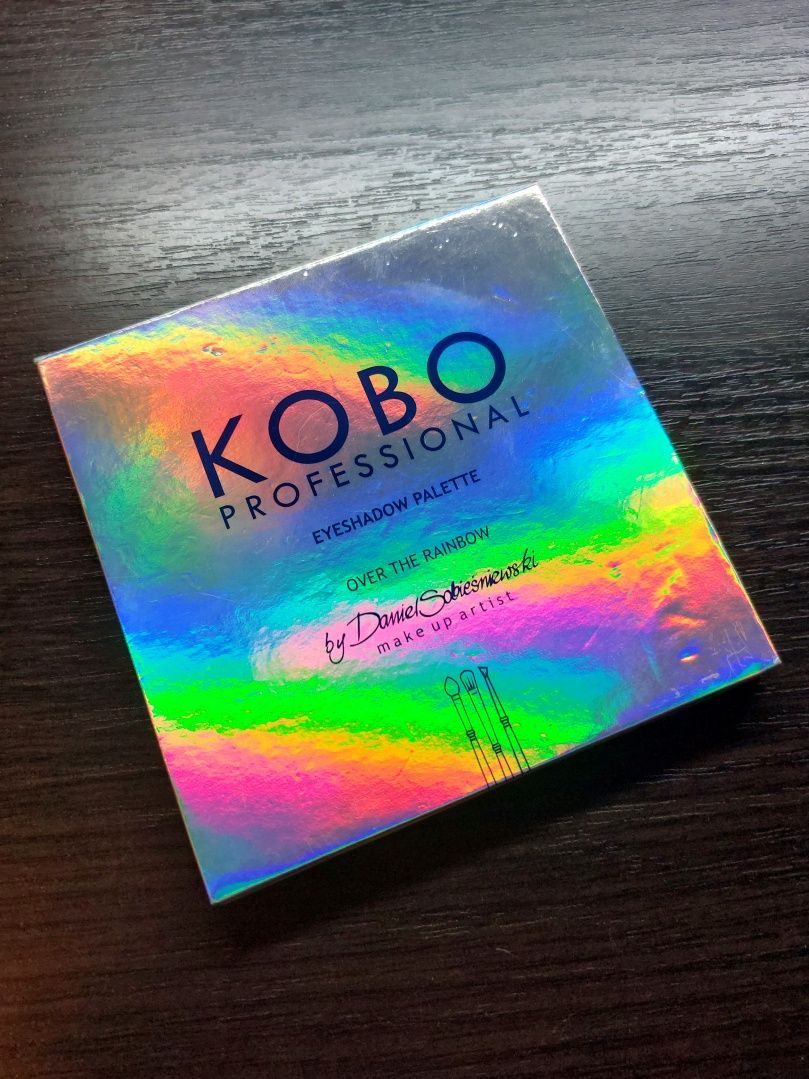 KOBO
PROFESSIONAL
EYESHADOW PALETTE
OVER THE RAINBOW
by Daniel Sobieśniewski
make up artist